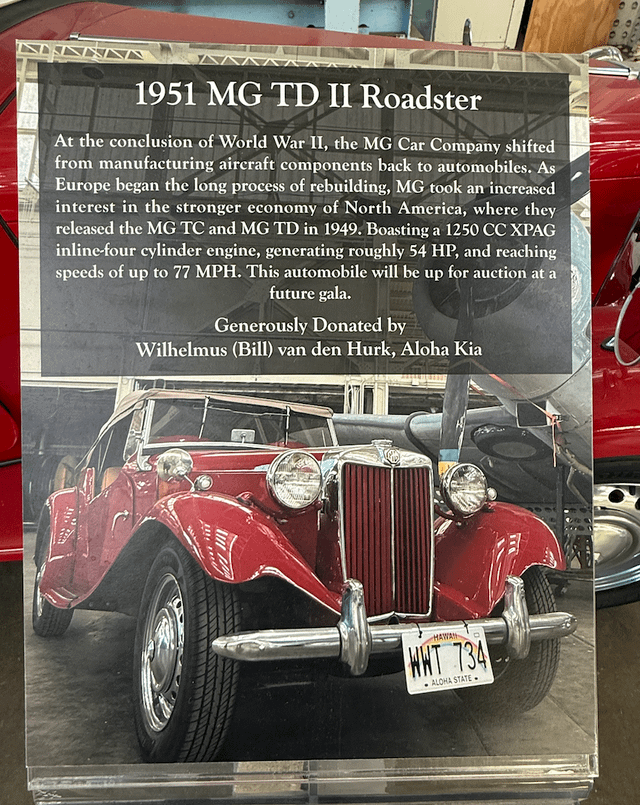 1951 MG TD II Roadster
At the conclusion of World War II, the MG Car Company shifted
from manufacturing aircraft components back to automobiles. As
Europe began the long process of rebuilding, MG took an increased
interest in the stronger economy of North America, where they
released the MG TC and MG TD in 1949. Boasting a 1250 CC XPAG
inline-four cylinder engine, generating roughly 54 HP, and reaching
speeds of up to 77 MPH. This automobile will be up for auction at a
future gala.
Generously Donated by
Wilhelmus (Bill) van den Hurk, Aloha Kia
MG
HAWAII
WWT 734
ALOHA STATE